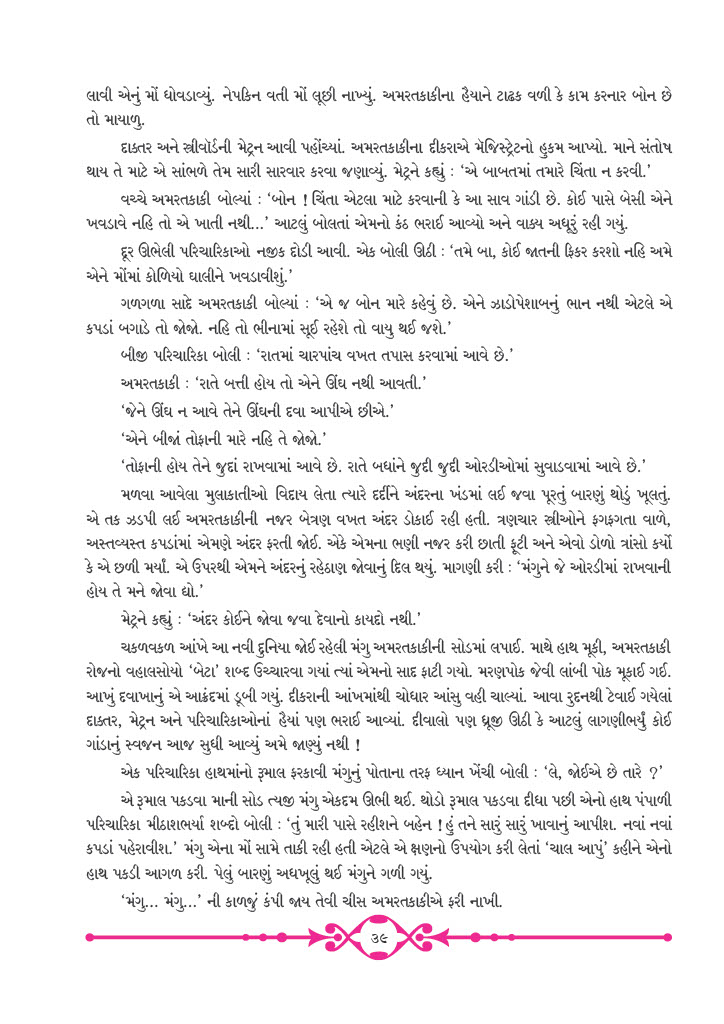 લાવી એનું મોં ધોવડાવ્યું. નેપકિન વતી મોં લૂછી નાખ્યું. અમરતકાકીના હૈયાને ટાઢક વળી કે કામ કરનાર બોન છે
તો માયાળુ.
દાક્તર અને સ્ત્રીવૉર્ડની મેટ્રન આવી પહોંચ્યાં. અમરતકાકીના દીકરાએ મૅજિસ્ટ્રેટનો હુકમ આપ્યો. માને સંતોષ
થાય તે માટે એ સાંભળે તેમ સારી સારવાર કરવા જણાવ્યું. મેટ્રને કહ્યું : ‘એ બાબતમાં તમારે ચિંતા ન કરવી.’
વચ્ચે અમરતકાકી બોલ્યાં : ‘બોન ! ચિંતા એટલા માટે કરવાની કે આ સાવ ગાંડી છે. કોઈ પાસે બેસી એને
ખવડાવે નહિ તો એ ખાતી નથી...’ આટલું બોલતાં એમનો કંઠ ભરાઈ આવ્યો અને વાક્ય અધૂરું રહી ગયું.
દૂર ઊભેલી પરિચારિકાઓ નજીક દોડી આવી. એક બોલી ઊઠી : ‘તમે બા, કોઈ જાતની ફિકર કરશો નહિ અમે
એને મોંમાં કોળિયો ઘાલીને ખવડાવીશું.’
ગળગળા સાદે અમરતકાકી બોલ્યાં : ‘એ જ બોન મારે કહેવું છે. એને ઝાડોપેશાબનું ભાન નથી એટલે એ
કપડાં બગાડે તો જોજો. નહિ તો ભીનામાં સૂઈ રહેશે તો વાયુ થઈ જશે.’
બીજી પરિચારિકા બોલી : ‘રાતમાં ચારપાંચ વખત તપાસ કરવામાં આવે છે.’
અમરતકાકી : ‘રાતે બત્તી હોય તો એને ઊંઘ નથી આવતી.’
‘જેને ઊંઘ ન આવે તેને ઊંઘની દવા આપીએ છીએ.’
‘એને બીજાં તોફાની મારે નહિ તે જોજો.’
‘તોફાની હોય તેને જુદાં રાખવામાં આવે છે. રાતે બધાંને જુદી જુદી ઓરડીઓમાં સુવાડવામાં આવે છે.’
મળવા આવેલા મુલાકાતીઓ વિદાય લેતા ત્યારે દર્દીને અંદરના ખંડમાં લઈ જવા પૂરતું બારણું થોડું ખૂલતું.
એ તક ઝડપી લઈ અમરતકાકીની નજર બેત્રણ વખત અંદર ડોકાઈ રહી હતી. ત્રણચાર સ્ત્રીઓને ફગફગતા વાળે,
અસ્તવ્યસ્ત કપડાંમાં એમણે અંદર ફરતી જોઈ. એકે એમના ભણી નજર કરી છાતી ફૂટી અને એવો ડોળો ત્રાંસો કર્યો
કે એ છળી મર્યાં. એ ઉપરથી એમને અંદરનું રહેઠાણ જોવાનું દિલ થયું. માગણી કરી : ‘મંગુને જે ઓરડીમાં રાખવાની
હોય તે મને જોવા દ્યો.’
મેટ્રને કહ્યું : ‘અંદર કોઈને જોવા જવા દેવાનો કાયદો નથી.’
ચકળવકળ આંખે આ નવી દુનિયા જોઈ રહેલી મંગુ અમરતકાકીની સોડમાં લપાઈ. માથે હાથ મૂકી, અમરતકાકી
રોજનો વહાલસોયો ‘બેટા’ શબ્દ ઉચ્ચારવા ગયાં ત્યાં એમનો સાદ ફાટી ગયો. મરણપોક જેવી લાંબી પોક મૂકાઈ ગઈ.
આખું દવાખાનું એ આક્રંદમાં ડૂબી ગયું. દીકરાની આંખમાંથી ચોધાર આંસુ વહી ચાલ્યાં. આવા રુદનથી ટેવાઈ ગયેલાં
દાક્તર, મેટ્રન અને પરિચારિકાઓનાં હૈયાં પણ ભરાઈ આવ્યાં. દીવાલો પણ ધ્રૂજી ઊઠી કે આટલું લાગણીભર્યું કોઈ
ગાંડાનું સ્વજન આજ સુધી આવ્યું અમે જાણ્યું નથી !
એક પરિચારિકા હાથમાંનો રૂમાલ ફરકાવી મંગુનું પોતાના તરફ ધ્યાન ખેંચી બોલી : ‘લે, જોઈએ છે તારે ?’
એ રૂમાલ પકડવા માની સોડ ત્યજી મંગુ એકદમ ઊભી થઈ. થોડો રૂમાલ પકડવા દીધા પછી એનો હાથ પંપાળી
પરિચારિકા મીઠાશભર્યા શબ્દો બોલી : ‘તું મારી પાસે રહીશને બહેન ! હું તને સારું સારું ખાવાનું આપીશ. નવાં નવાં
કપડાં પહેરાવીશ.’ મંગુ એના મોં સામે તાકી રહી હતી એટલે એ ક્ષણનો ઉપયોગ કરી લેતાં ‘ચાલ આપું’ કહીને એનો
હાથ પકડી આગળ કરી. પેલું બારણું અધખૂલું થઈ મંગુને ગળી ગયું.
‘મંગુ... મંગુ...’ ની કાળજું કંપી જાય તેવી ચીસ અમરતકાકીએ ફરી નાખી.
૩૯